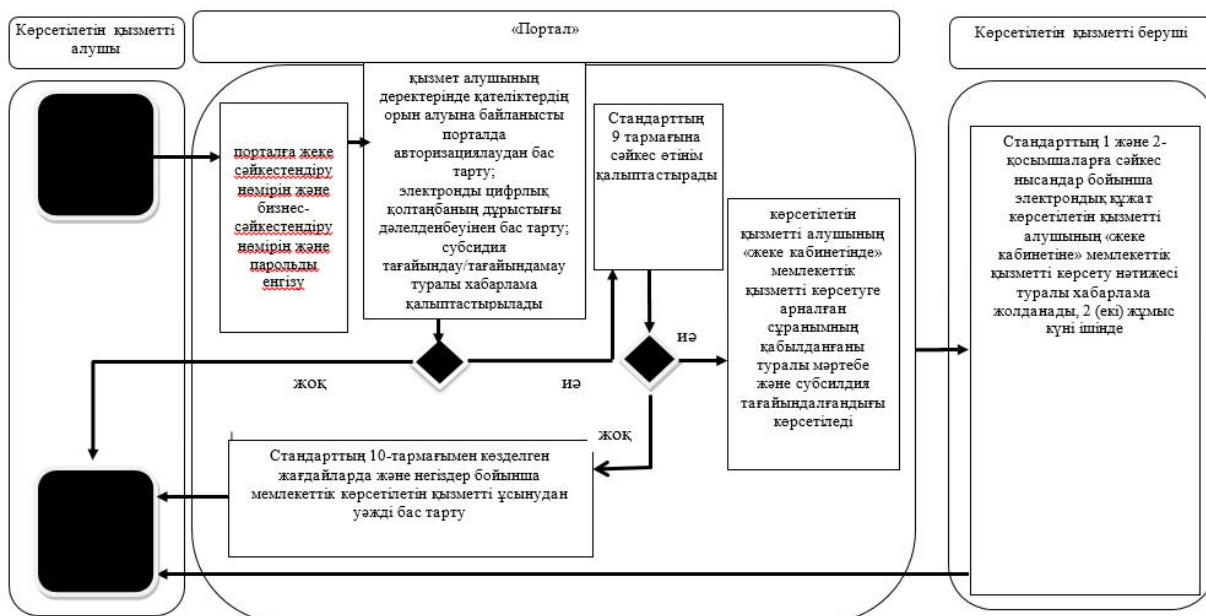 Көрсетілетін қызметті
алушы
«Портал»
Көрсетілетін қызметті беруші
порталға жеке
сәйкестендіру
нөмірін және
бизнес-
сәйкестендіру
нөмірін және
парольды
енгізу
қызмет алушының
деректерінде қателіктердің
орын алуына байланысты
порталда
авторизациялаудан бас
тарту;
электронды цифрлық
қолтаңбаның дұрыстығы
дәлелденбеуінен бас тарту;
субсидия
тағайындау/тағайындамау
туралы хабарлама
қалыптастырылады
Стандарттың
9 тармағына
сәйкес өтінім
қалыптастырады
көрсетілетін
қызметті алушының
«жеке кабинетінде»
мемлекеттік
қызметті көрсетуге
арналған
сұранымның
қабылданғаны
туралы мәртебе
және субсилдия
тағайындалғандығы
көрсетіледі
Стандарттың 1 және 2-
қосымшаларға сәйкес
нысандар бойынша
электрондық құжат
көрсетілетін қызметті
алушының «жеке
кабинетіне» мемлекеттік
қызметті көрсету нәтижесі
туралы хабарлама
жолданады, 2 (екі) жұмыс
күні ішінде
иә
жоқ
иә
жоқ
Стандарттың 10-тармағымен көзделген
жағдайларда және негіздер бойынша
мемлекеттік көрсетілетін қызметті ұсынудан
уәжді бас тарту